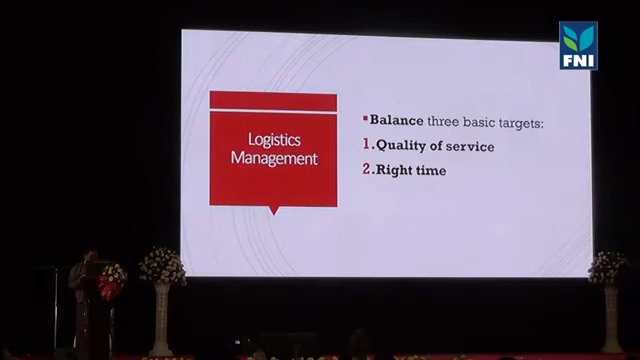 FNI
Logistics
Management
Balance three basic targets:
1.Quality of service
2.Right time